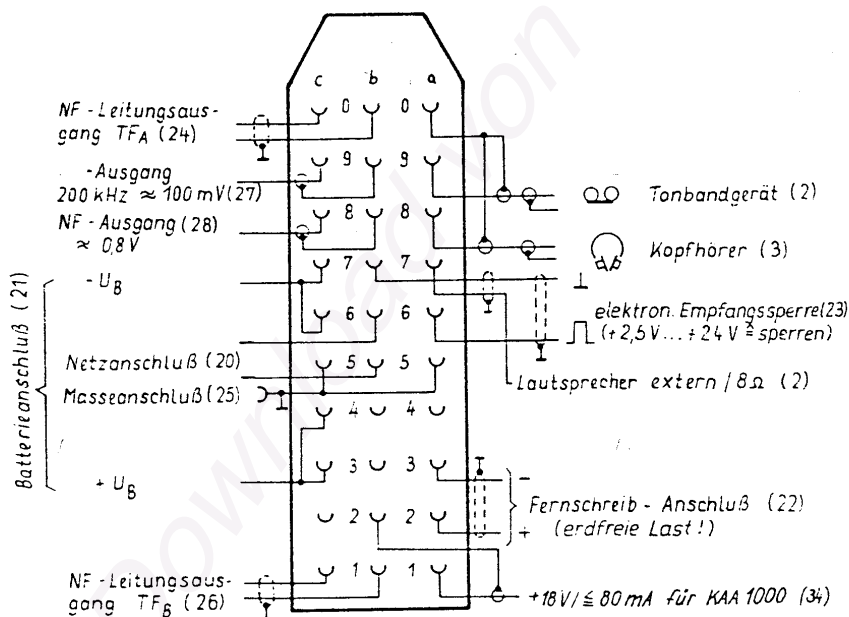 c b a
NF - Leitungsaus-
gang TF_A (24)
0 0
- Ausgang
200 kHz ≈ 100 mV (27)
9 9
Tonbandgerät (2)
NF - Ausgang (28)
≈ 0,8 V
8 8
Kopfhörer (3)
- U_B
7 7
elektron. Empfangssperre (23)
(+2,5 V ... +24 V ≙ sperren)
6 6
Netzanschluß (20)
5 5
Lautsprecher extern / 8Ω (2)
Masseanschluß (25)
4 4
Batterieanschluß (21)
+ U_B
3 3
-
Fernschreib - Anschluß (22)
(erdfreie Last!)
+
2 2
NF - Leitungsaus-
gang TF_B (26)
1 1
+18 V / ≦ 80 mA für KAA 1000 (34)
Download von